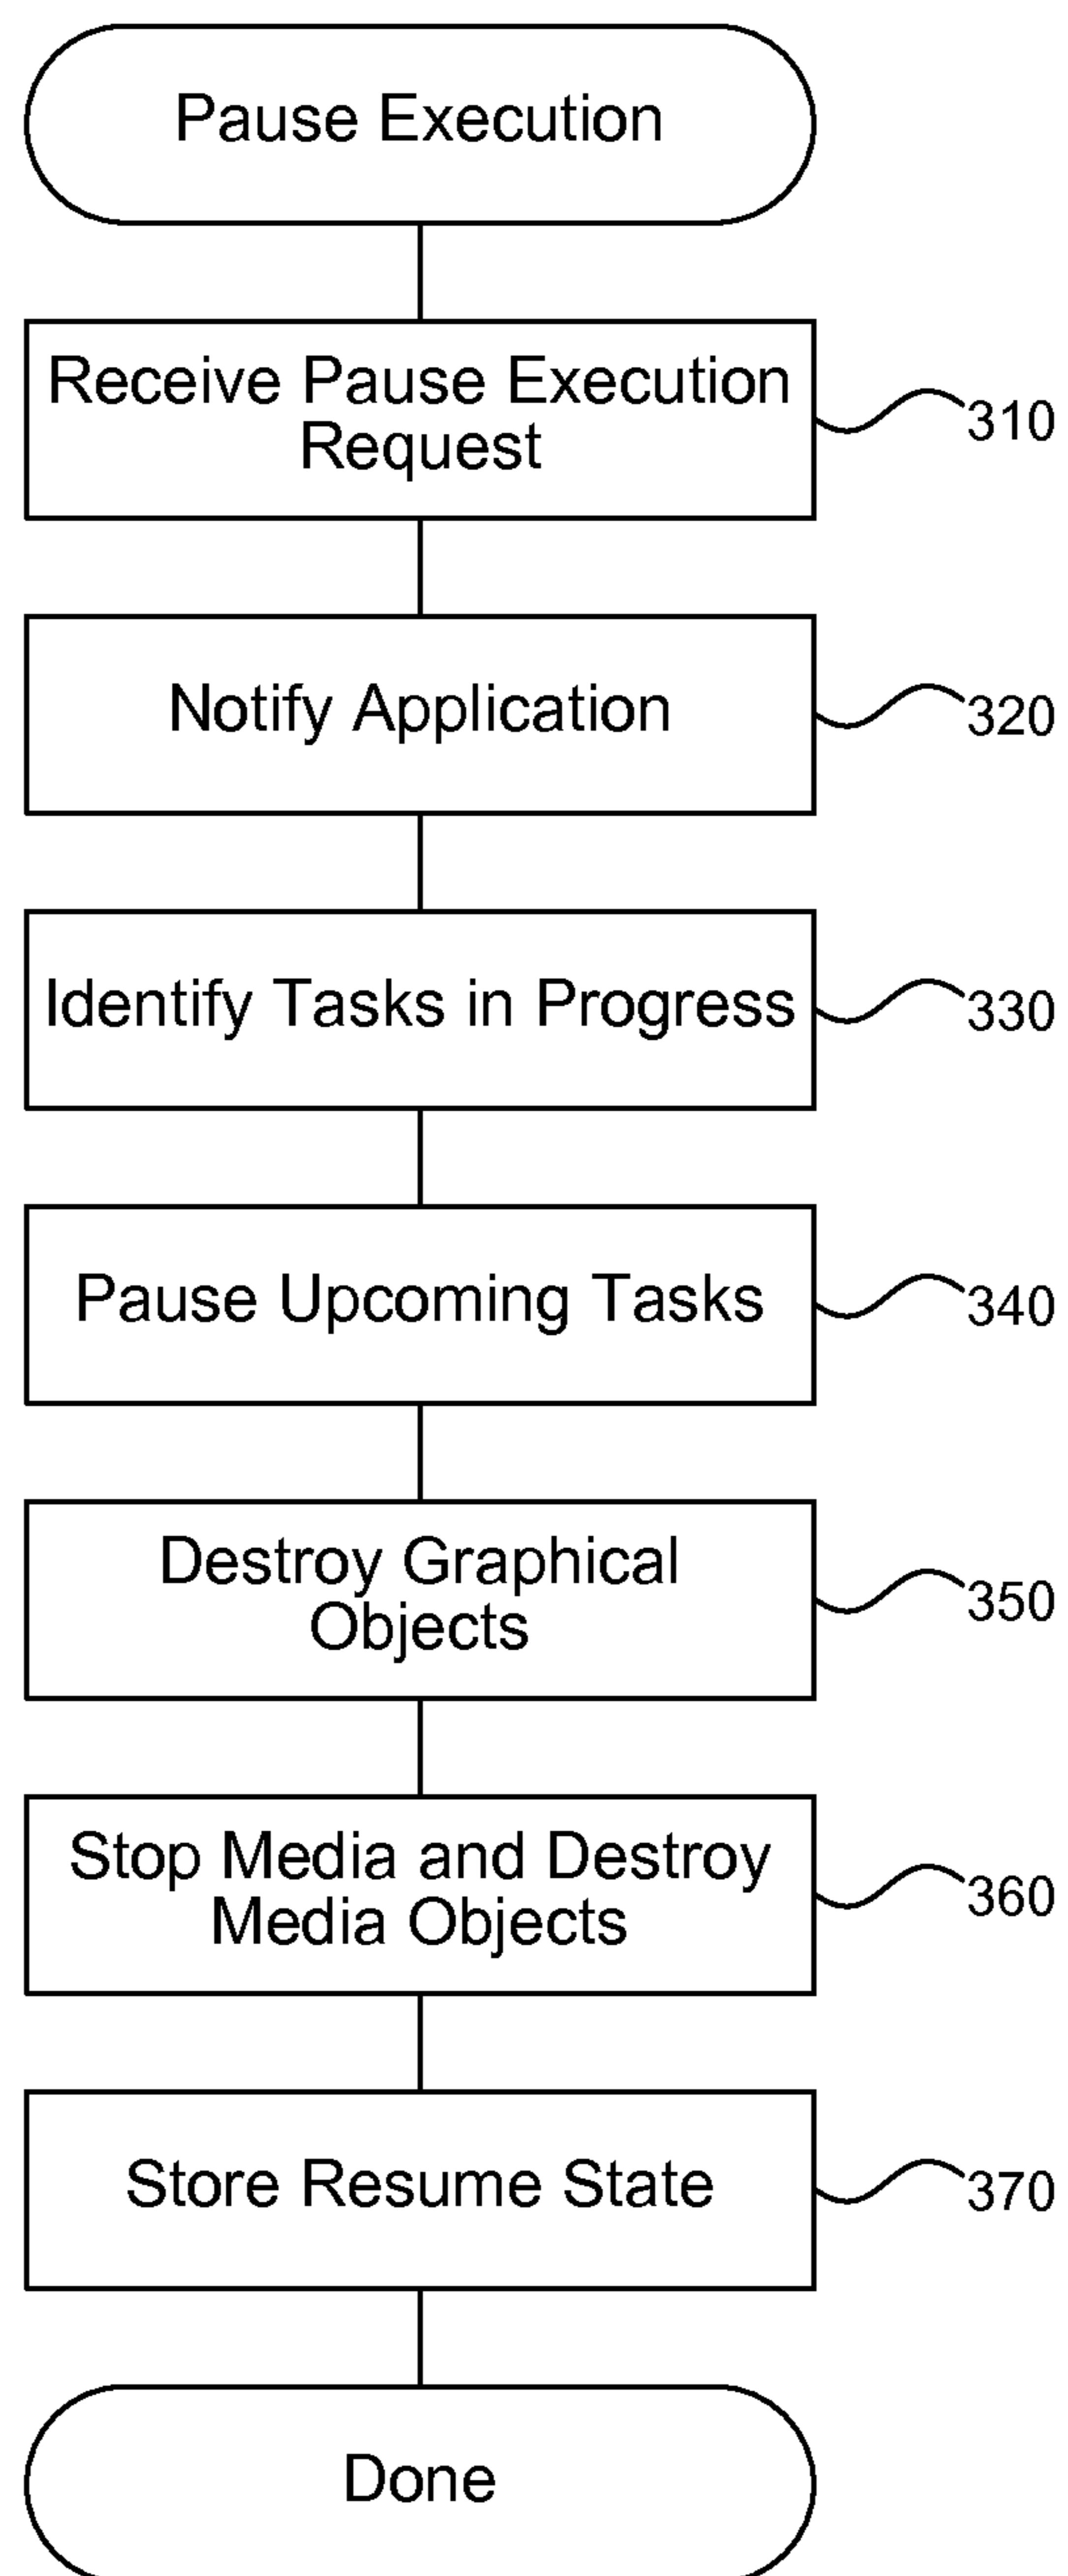 Pause Execution
Receive Pause Execution
Request
310
Notify Application
320
Identify Tasks in Progress
330
Pause Upcoming Tasks
340
Destroy Graphical
Objects
350
Stop Media and Destroy
Media Objects
360
Store Resume State
370
Done